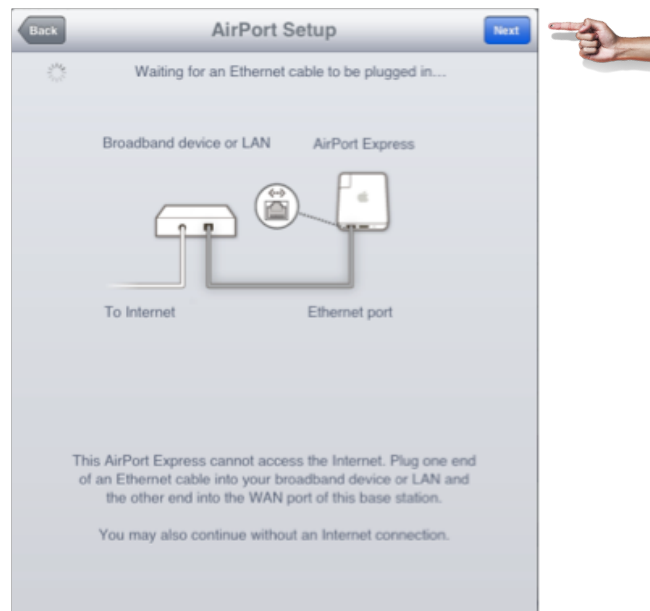 Back
AirPort Setup
Next
Waiting for an Ethernet cable to be plugged in...
Broadband device or LAN
AirPort Express
To Internet
Ethernet port
This AirPort Express cannot access the Internet. Plug one end
of an Ethernet cable into your broadband device or LAN and
the other end into the WAN port of this base station.
You may also continue without an Internet connection.